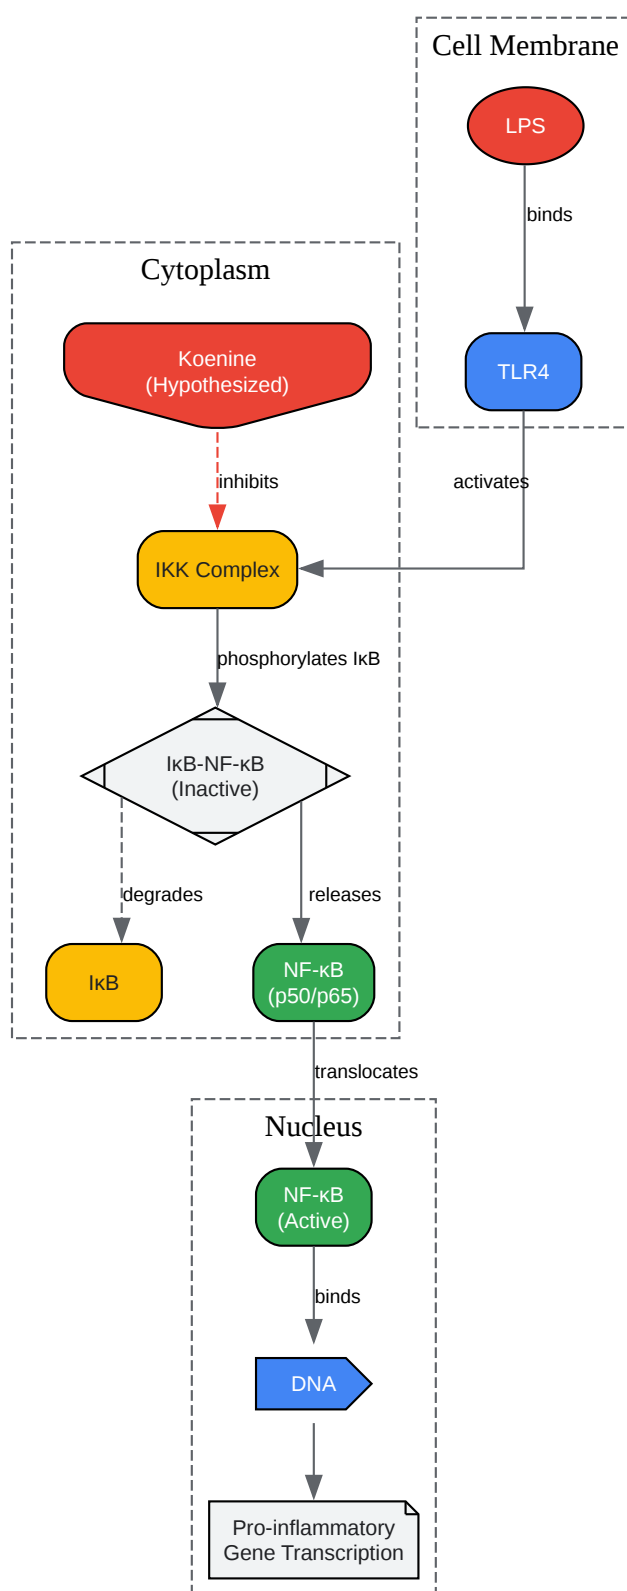 Cell Membrane
LPS
binds
Cytoplasm
Koenine
(Hypothesized)
TLR4
inhibits
activates
IKK Complex
phosphorylates IκB
IκB-NF-κB
(Inactive)
degrades
releases
IκB
NF-κB
(p50/p65)
translocates
Nucleus
NF-κB
(Active)
binds
DNA
Pro-inflammatory
Gene Transcription